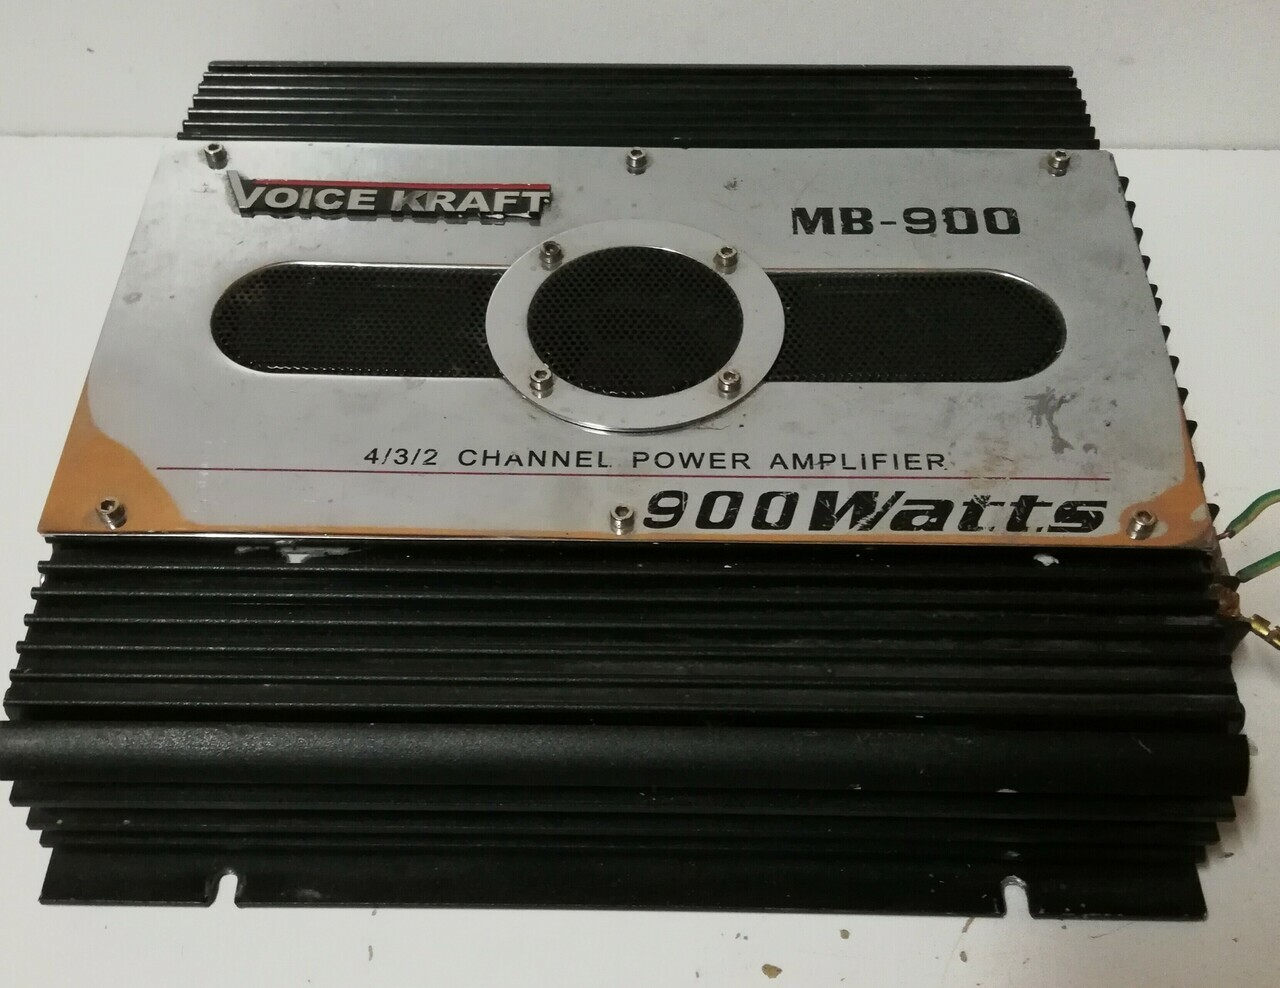 VOICE KRAFT
MB-900
4/3/2 CHANNEL POWER AMPLIFIER
900Watts